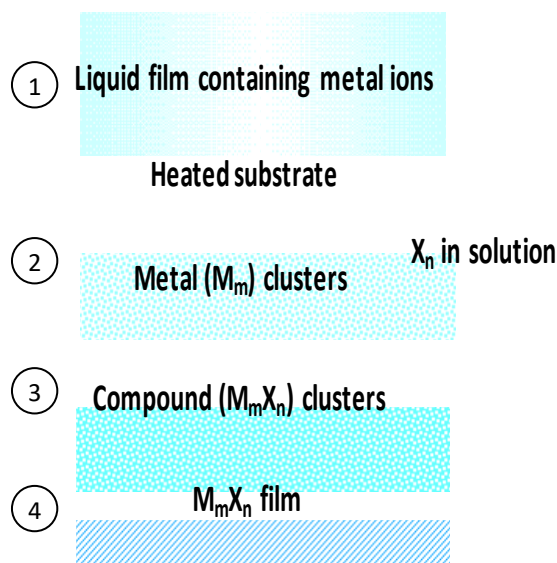 1 Liquid film containing metal ions
Heated substrate
2 Xn in solution
Metal (Mm) clusters
3 Compound (MmXn) clusters
MmXn film
4